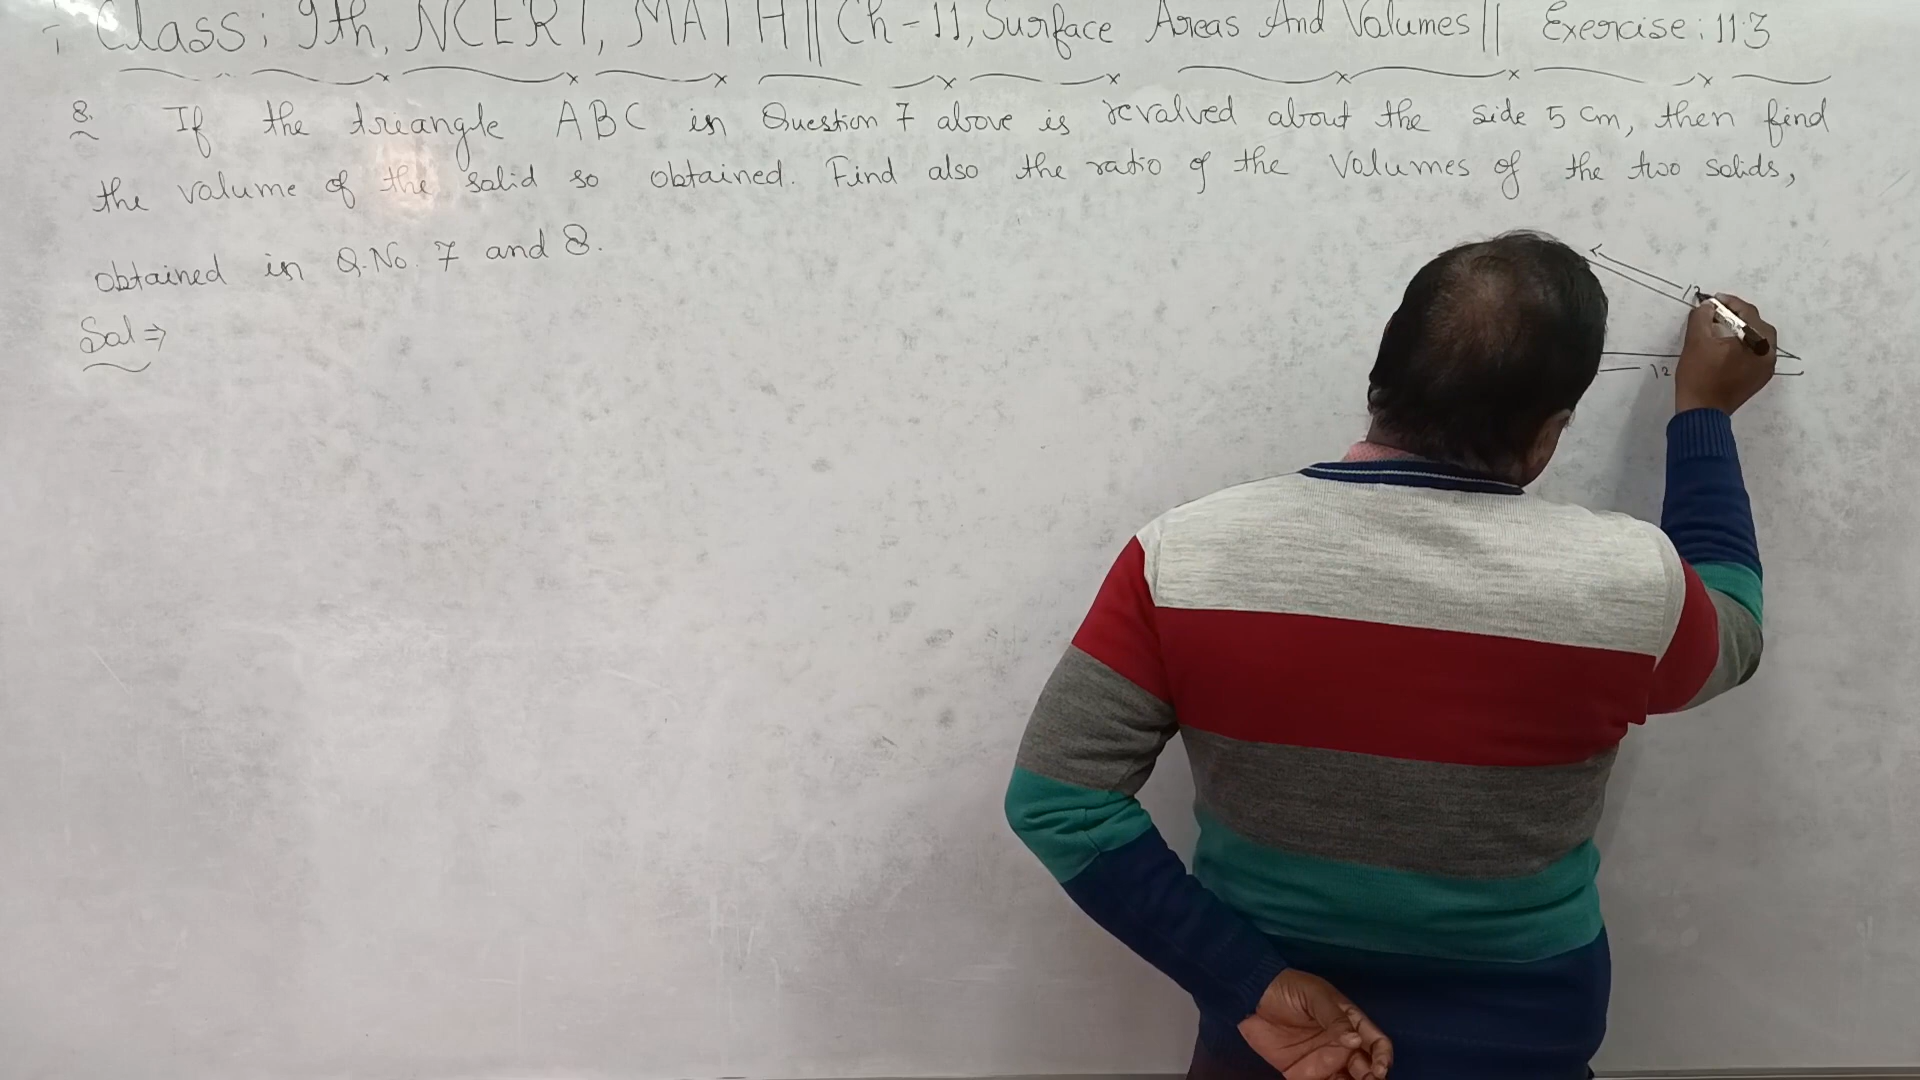 Class: 9th, NCERT, MATH || Ch-11, Surface Areas And Volumes || Exercise: 11.3
8. If the triangle ABC in Question 7 above is revolved about the side 5 cm, then find
the volume of the solid so obtained. Find also the ratio of the Volumes of the two solids,
obtained in Q.No. 7 and 8.
Sol ⇒
12